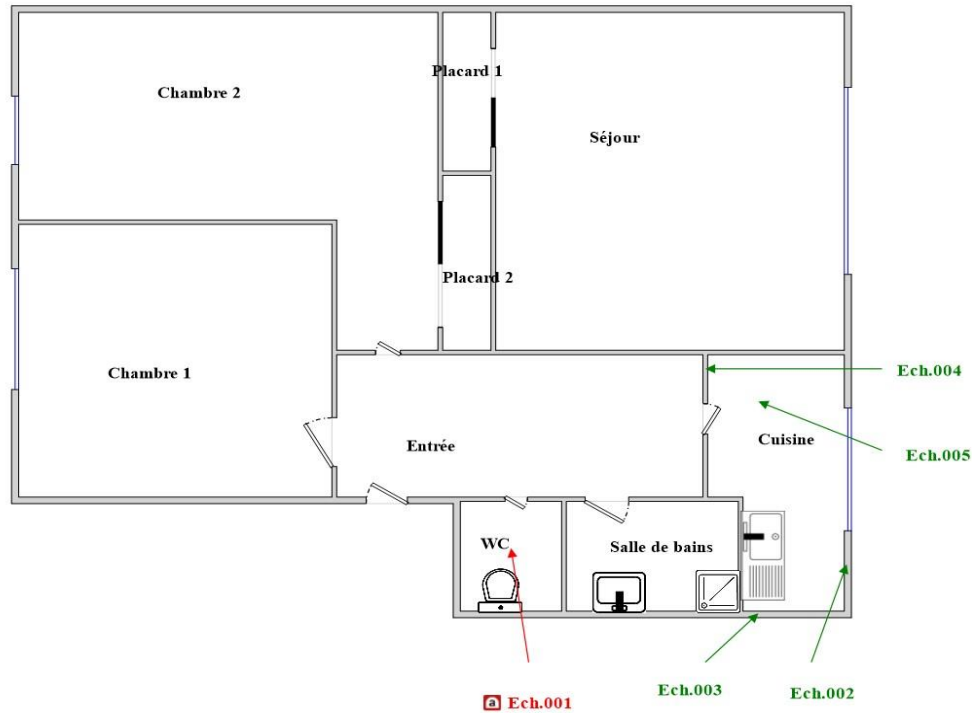 Placard 1
Chambre 2
Séjour
Placard 2
Chambre 1
Ech.004
Entrée
Cuisine
Ech.005
WC
Salle de bains
Ech.003
Ech.002
a Ech.001